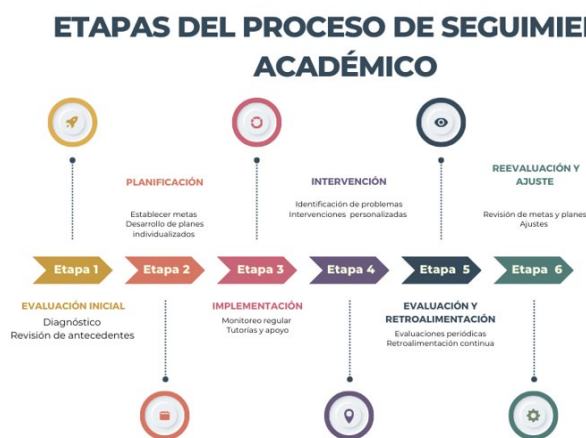 ETAPAS DEL PROCESO DE SEGUIMIE
ACADÉMICO
PLANIFICACIÓN
Establecer metas
Desarrollo de planes
individualizados
INTERVENCIÓN
Identificación de problemas
Intervenciones personalizadas
REEVALUACIÓN Y
AJUSTE
Revisión de metas y planes
Ajustes
Etapa 1
Etapa 2
Etapa 3
Etapa 4
Etapa 5
Etapa 6
EVALUACIÓN INICIAL
Diagnóstico
Revisión de antecedentes
IMPLEMENTACIÓN
Monitoreo regular
Tutorías y apoyo
EVALUACIÓN Y
RETROALIMENTACIÓN
Evaluaciones periódicas
Retroalimentación continua